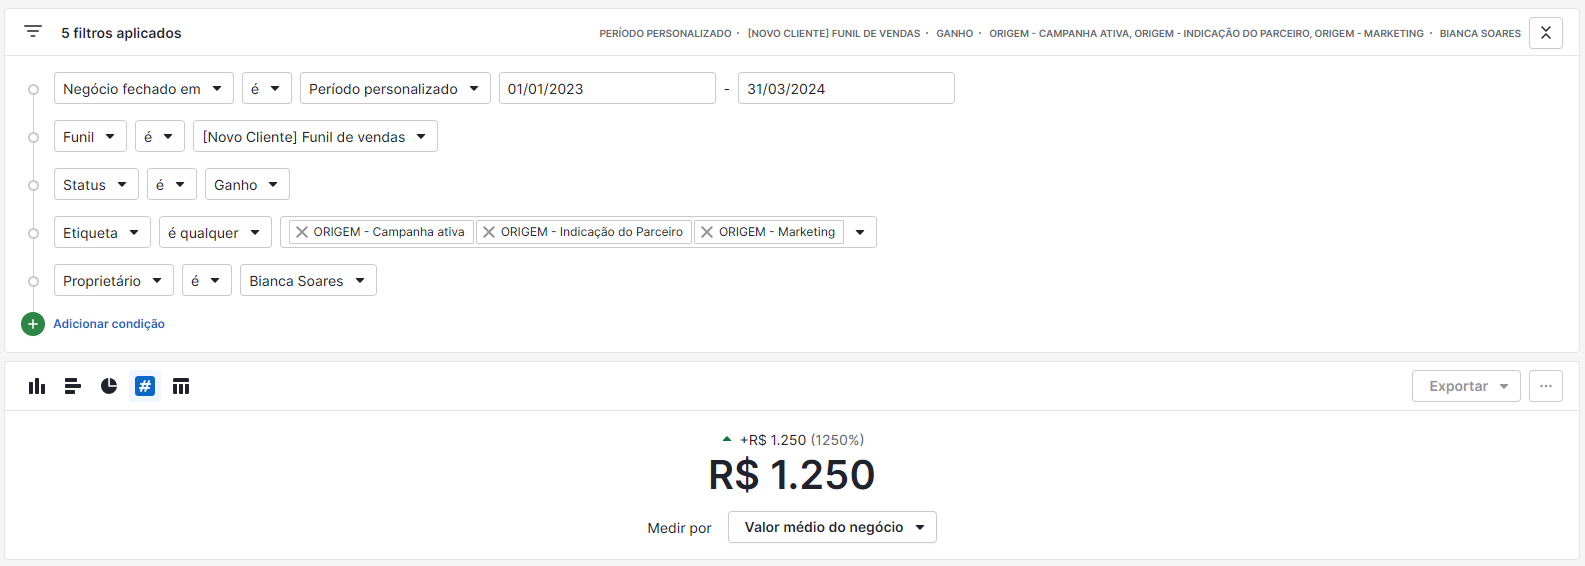 5 filtros aplicados
PERÍODO PERSONALIZADO · [NOVO CLIENTE] FUNIL DE VENDAS · GANHO · ORIGEM - CAMPANHA ATIVA, ORIGEM - INDICAÇÃO DO PARCEIRO, ORIGEM - MARKETING · BIANCA SOARES
Negócio fechado em é Período personalizado 01/01/2023 - 31/03/2024
Funil é [Novo Cliente] Funil de vendas
Status é Ganho
Etiqueta é qualquer ORIGEM - Campanha ativa ORIGEM - Indicação do Parceiro ORIGEM - Marketing
Proprietário é Bianca Soares
+ Adicionar condição
# Exportar ...
+R$ 1.250 (1250%)
R$ 1.250
Medir por Valor médio do negócio